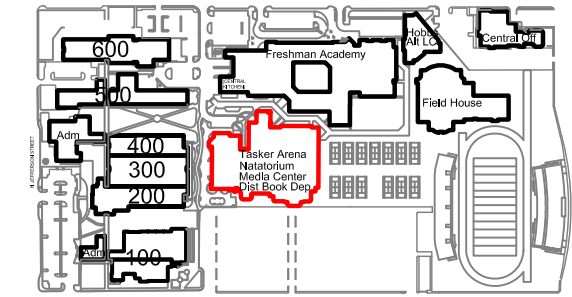 600
Freshman Academy
Hobbs
Alt LC
Central Off
CENTRAL
KITCHEN
500
Field House
Adm
400
300
200
Tasker Arena
Natatorium
Media Center
Dist Book Dep
N JEFFERSON STREET
Adm
100